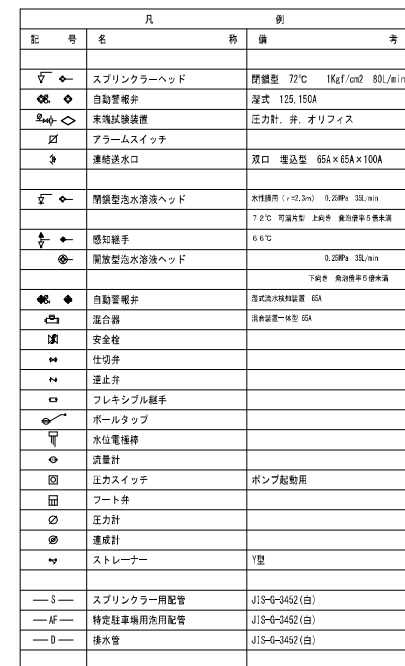 凡 例
記 号 名 称 備 考
スプリンクラーヘッド 閉鎖型 72℃ 1Kgf/cm2 80L/min
自動警報弁 湿式 125,150A
末端試験装置 圧力計, 弁, オリフィス
アラームスイッチ
連結送水口 双口 埋込型 65A×65A×100A
閉鎖型泡水溶液ヘッド 水性膜用 (r=2.3m) 0.25MPa 35L/min
72℃ 可溶片型 上向き 発泡倍率5倍未満
感知継手 66℃
開放型泡水溶液ヘッド 0.25MPa 35L/min
下向き 発泡倍率5倍未満
自動警報弁 湿式流水検知装置 65A
混合器 混合装置一体型 65A
安全栓
仕切弁
逆止弁
フレキシブル継手
ボールタップ
水位電極棒
流量計
圧力スイッチ ポンプ起動用
フート弁
圧力計
連成計
ストレーナー Y型
S スプリンクラー用配管 JIS-G-3452(白)
AF 特定駐車場用泡用配管 JIS-G-3452(白)
D 排水管 JIS-G-3452(白)